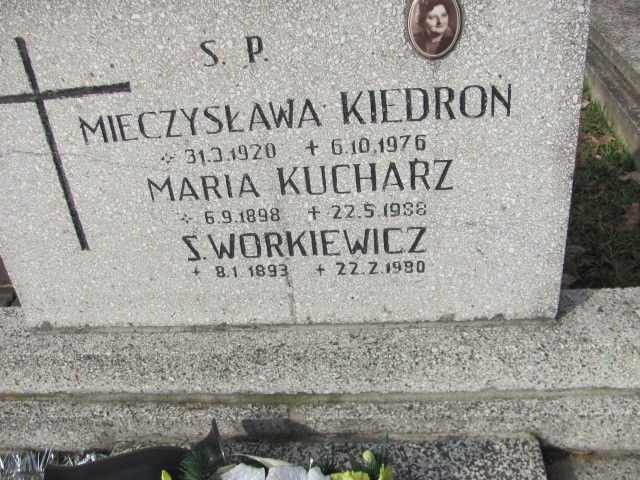 S. P.
MIECZYSŁAWA KIEDROŃ
÷ 31.3.1920 + 6.10.1976
MARIA KUCHARZ
÷ 6.9.1898 + 22.5.1988
S. WORKIEWICZ
+ 8.1.1893 + 22.2.1980